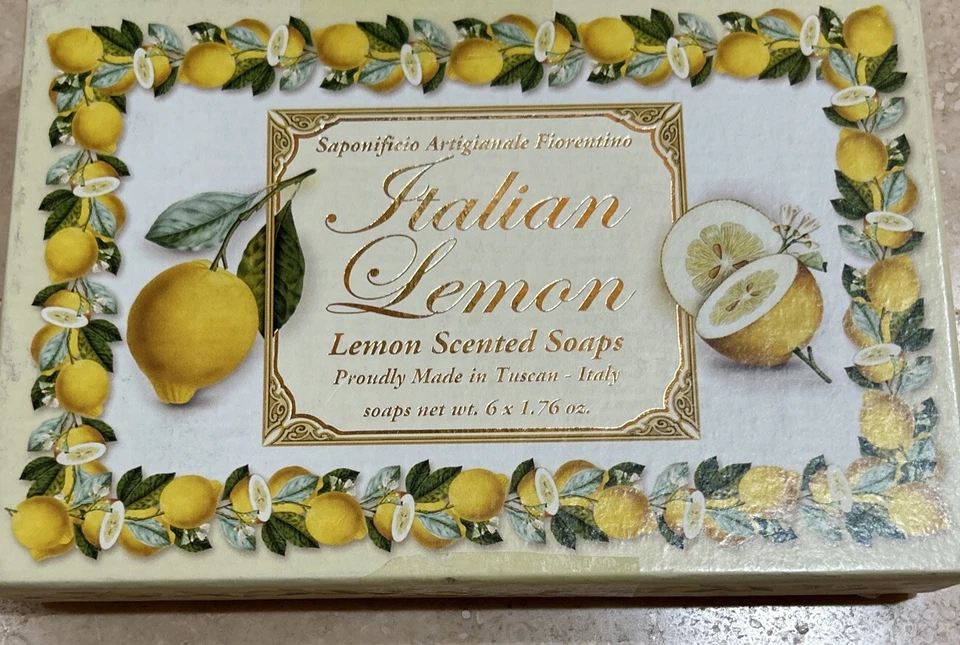 Saponificio Artigianale Fiorentino
Italian
Lemon
Lemon Scented Soaps
Proudly Made in Tuscan - Italy
soaps net wt. 6 x 1.76 oz.